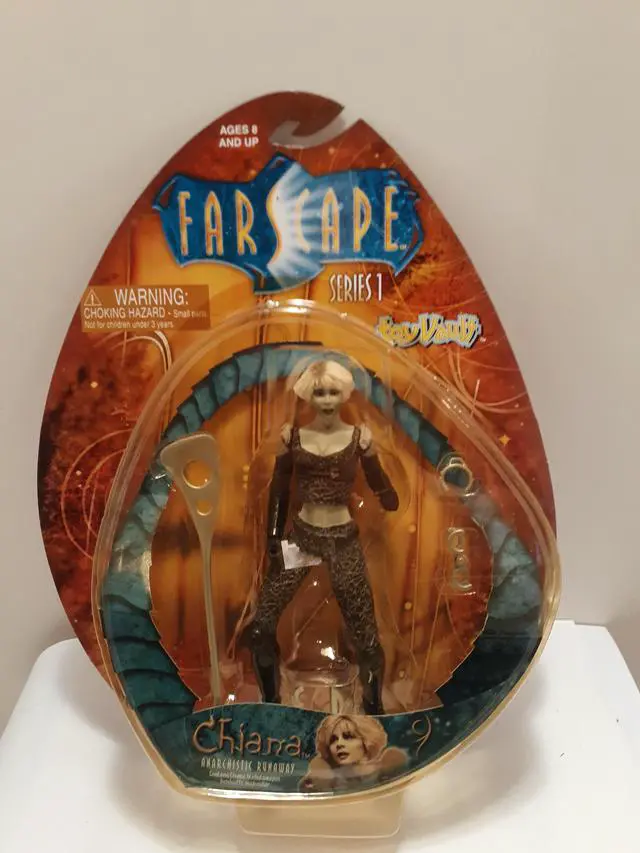 AGES 8
AND UP
FARSCAPE
SERIES 1
WARNING:
CHOKING HAZARD - Small parts
Not for children under 3 years.
Toy Vault
Chiana
ANARCHISTIC RUNAWAY